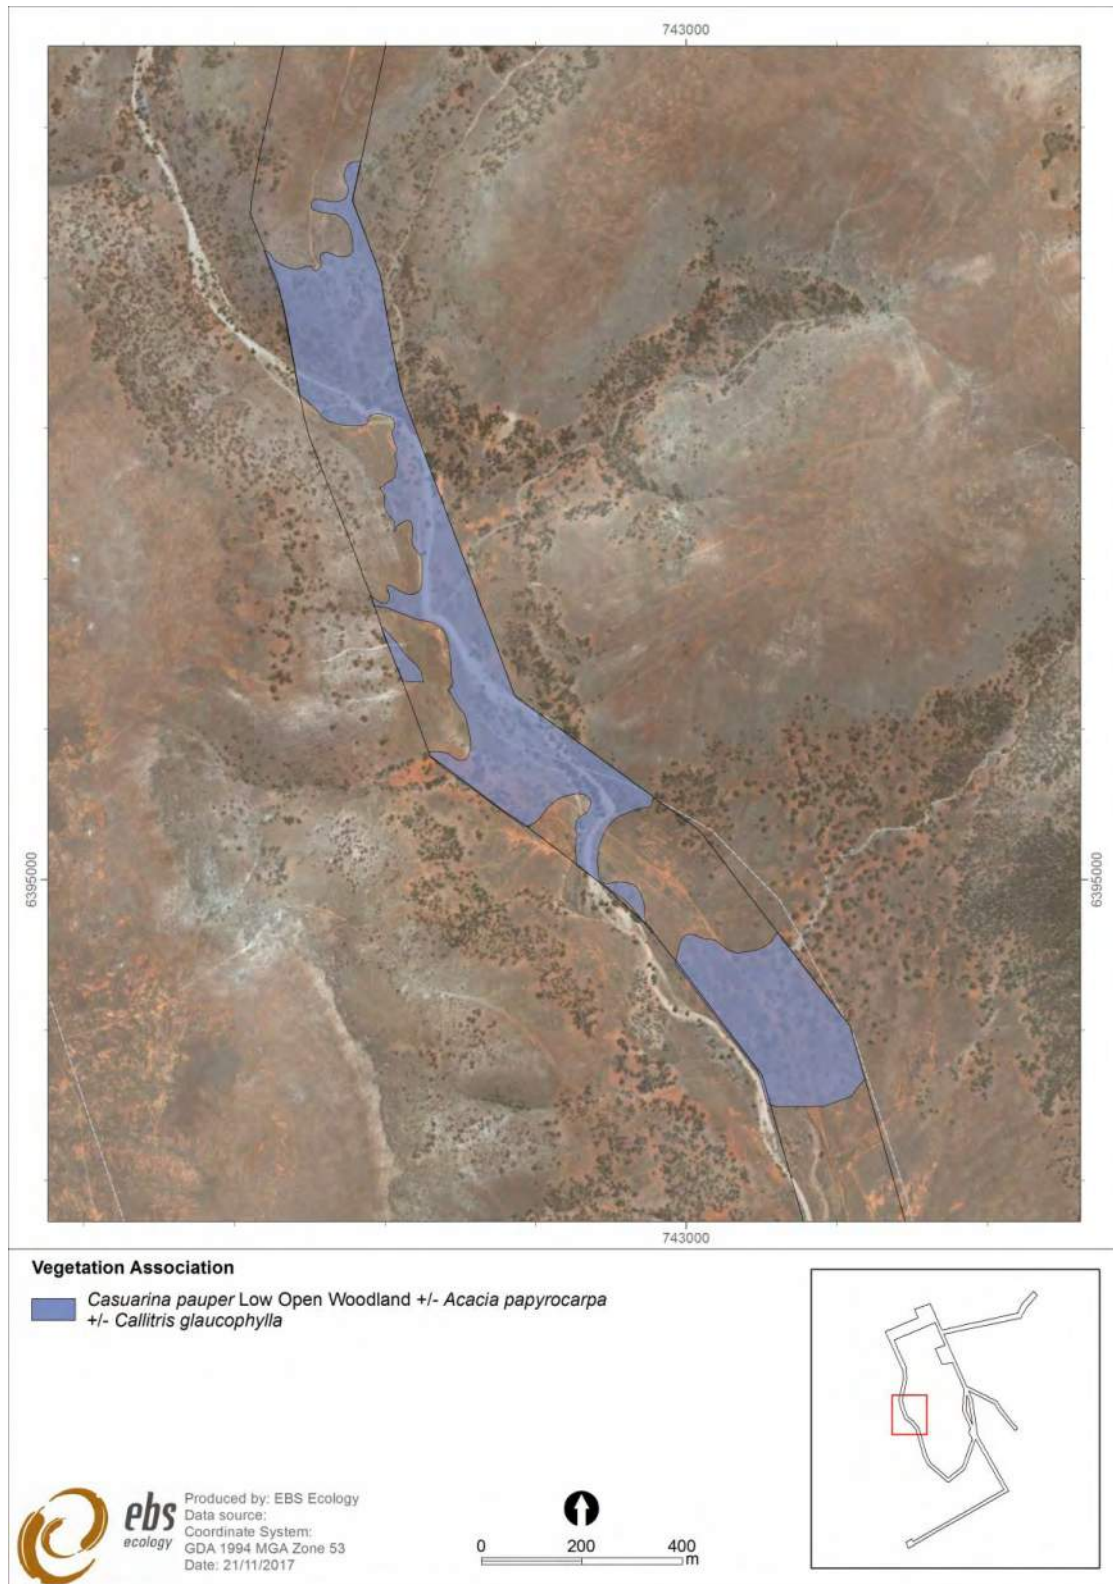 743000
6395000
6395000
743000
Vegetation Association
Casuarina pauper Low Open Woodland +/- Acacia papyrocarpa
+/- Callitris glaucophylla
ebs
ecology
Produced by: EBS Ecology
Data source:
Coordinate System:
GDA 1994 MGA Zone 53
Date: 21/11/2017
0 200 400
m